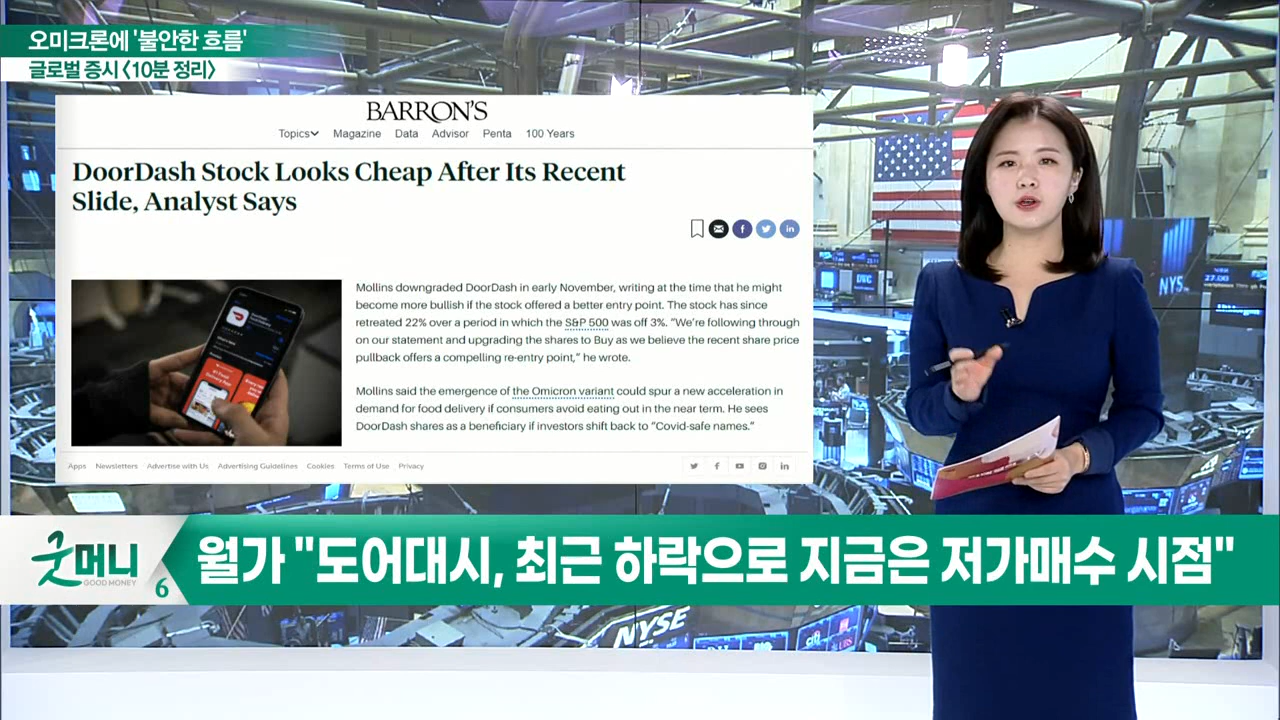 오미크론에 '불안한 흐름'
글로벌 증시 <10분 정리>
BARRON'S
Topics Magazine Data Advisor Penta 100 Years
DoorDash Stock Looks Cheap After Its Recent
Slide, Analyst Says
Mollins downgraded DoorDash in early November, writing at the time that he might
become more bullish if the stock offered a better entry point. The stock has since
retreated 22% over a period in which the S&P 500 was off 3%. "We're following through
on our statement and upgrading the shares to Buy as we believe the recent share price
pullback offers a compelling re-entry point," he wrote.
Mollins said the emergence of the Omicron variant could spur a new acceleration in
demand for food delivery if consumers avoid eating out in the near term. He sees
DoorDash shares as a beneficiary if investors shift back to "Covid-safe names."
Apps Newsletters Advertise with Us Advertising Guidelines Cookies Terms of Use Privacy
NYS
굿머니
GOOD MONEY
6
월가 "도어대시, 최근 하락으로 지금은 저가매수 시점"
NYSE
citi